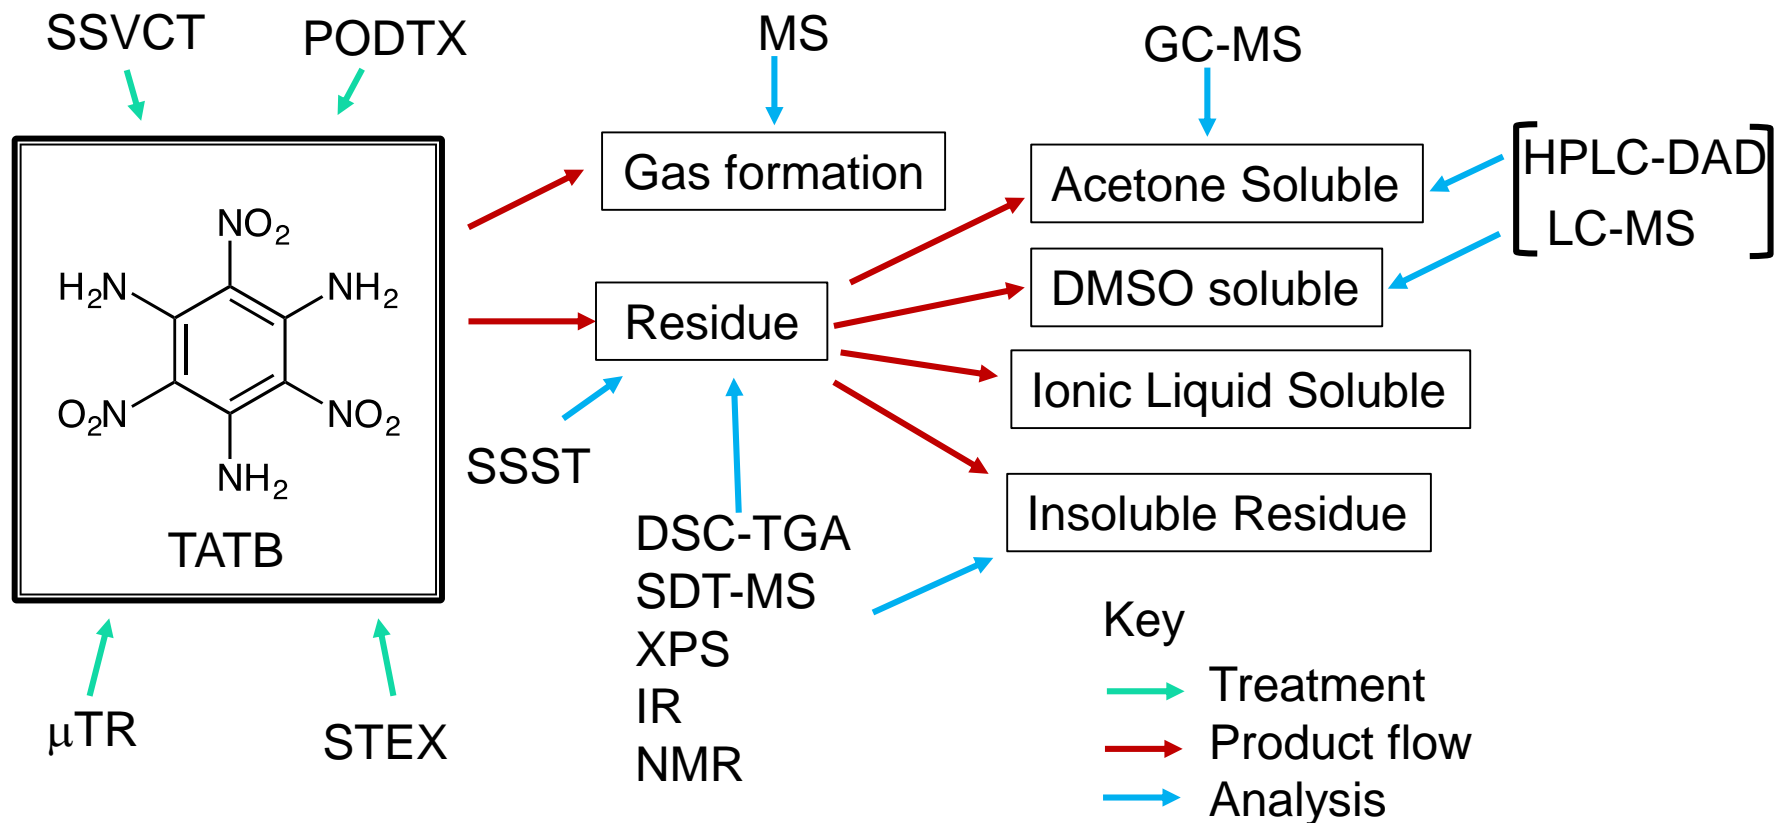 SSVCT
PODTX
MS
GC-MS
NO2
H2N
NH2
O2N
NO2
NH2
TATB
Gas formation
Residue
Acetone Soluble
DMSO soluble
Ionic Liquid Soluble
Insoluble Residue
HPLC-DAD
LC-MS
SSST
DSC-TGA
SDT-MS
XPS
IR
NMR
μTR
STEX
Key
Treatment
Product flow
Analysis